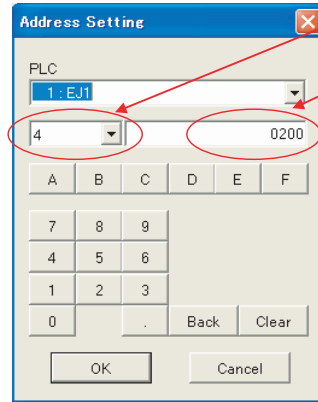 Address Setting
PLC
1 : EJ1
4 0200
A B C D E F
7 8 9
4 5 6
1 2 3
0 . Back Clear
OK Cancel